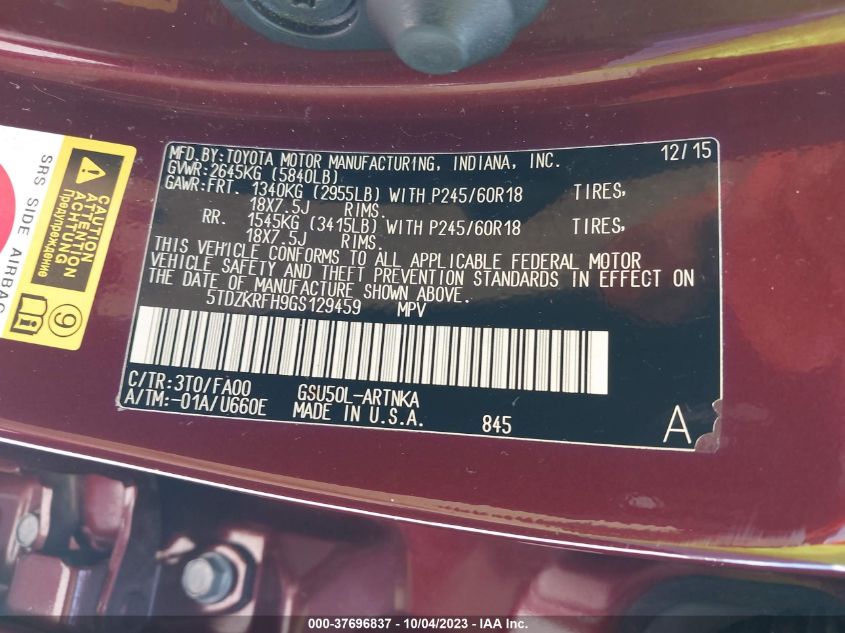 SRS SIDE AIRBAG
CAUTION
ATTENTION
ACHTUNG
Предупреждение
9
MFD.BY:TOYOTA MOTOR MANUFACTURING, INDIANA, INC. 12/15
GVWR:2645KG (5840LB)
GAWR:FRT. 1340KG (2955LB) WITH P245/60R18 TIRES,
18X7.5J RIMS.
RR. 1545KG (3415LB) WITH P245/60R18 TIRES,
18X7.5J RIMS.
THIS VEHICLE CONFORMS TO ALL APPLICABLE FEDERAL MOTOR
VEHICLE SAFETY AND THEFT PREVENTION STANDARDS IN EFFECT ON
THE DATE OF MANUFACTURE SHOWN ABOVE.
5TDZKRFH9GS129459 MPV
C/TR:3T0/FA00 GSU50L-ARTNKA
A/TM:-01A/U660E MADE IN U.S.A. 845 A
000-37696837 - 10/04/2023 - IAA Inc.